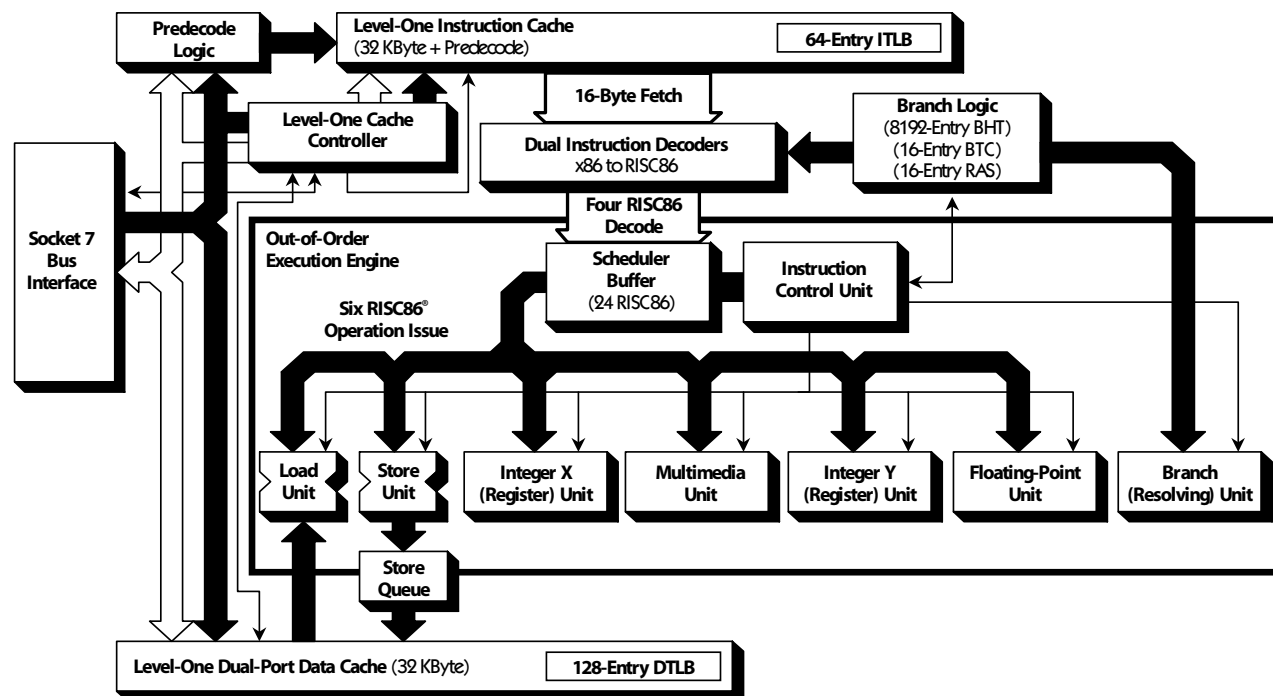 Predecode
Logic
Level-One Instruction Cache
(32 KByte + Predecode)
64-Entry ITLB
16-Byte Fetch
Level-One Cache
Controller
Dual Instruction Decoders
x86 to RISC86
Branch Logic
(8192-Entry BHT)
(16-Entry BTC)
(16-Entry RAS)
Four RISC86
Decode
Socket 7
Bus
Interface
Out-of-Order
Execution Engine
Scheduler
Buffer
(24 RISC86)
Instruction
Control Unit
Six RISC86®
Operation Issue
Load
Unit
Store
Unit
Integer X
(Register) Unit
Multimedia
Unit
Integer Y
(Register) Unit
Floating-Point
Unit
Branch
(Resolving) Unit
Store
Queue
Level-One Dual-Port Data Cache (32 KByte)
128-Entry DTLB